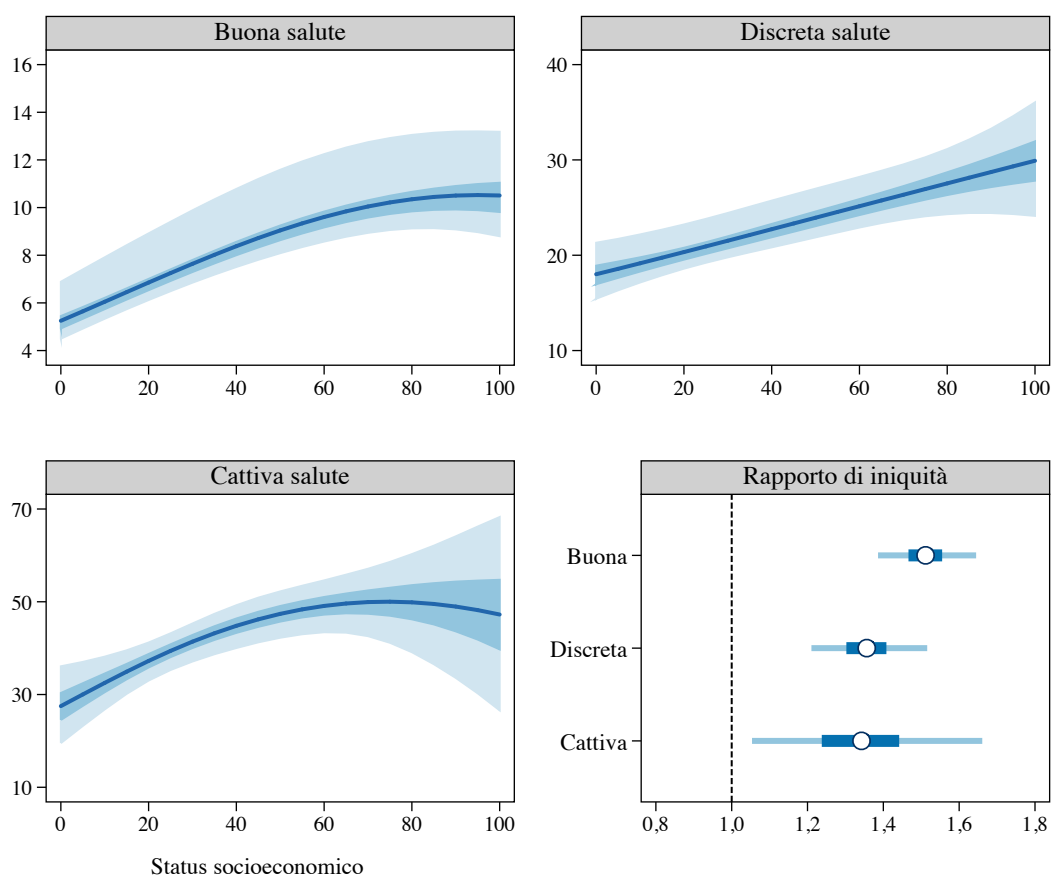 Buona salute
16
14
12
10
8
6
4
0 20 40 60 80 100
Discreta salute
40
30
20
10
0 20 40 60 80 100
Cattiva salute
70
50
30
10
0 20 40 60 80 100
Status socioeconomico
Rapporto di iniquità
Buona
Discreta
Cattiva
0,8 1,0 1,2 1,4 1,6 1,8